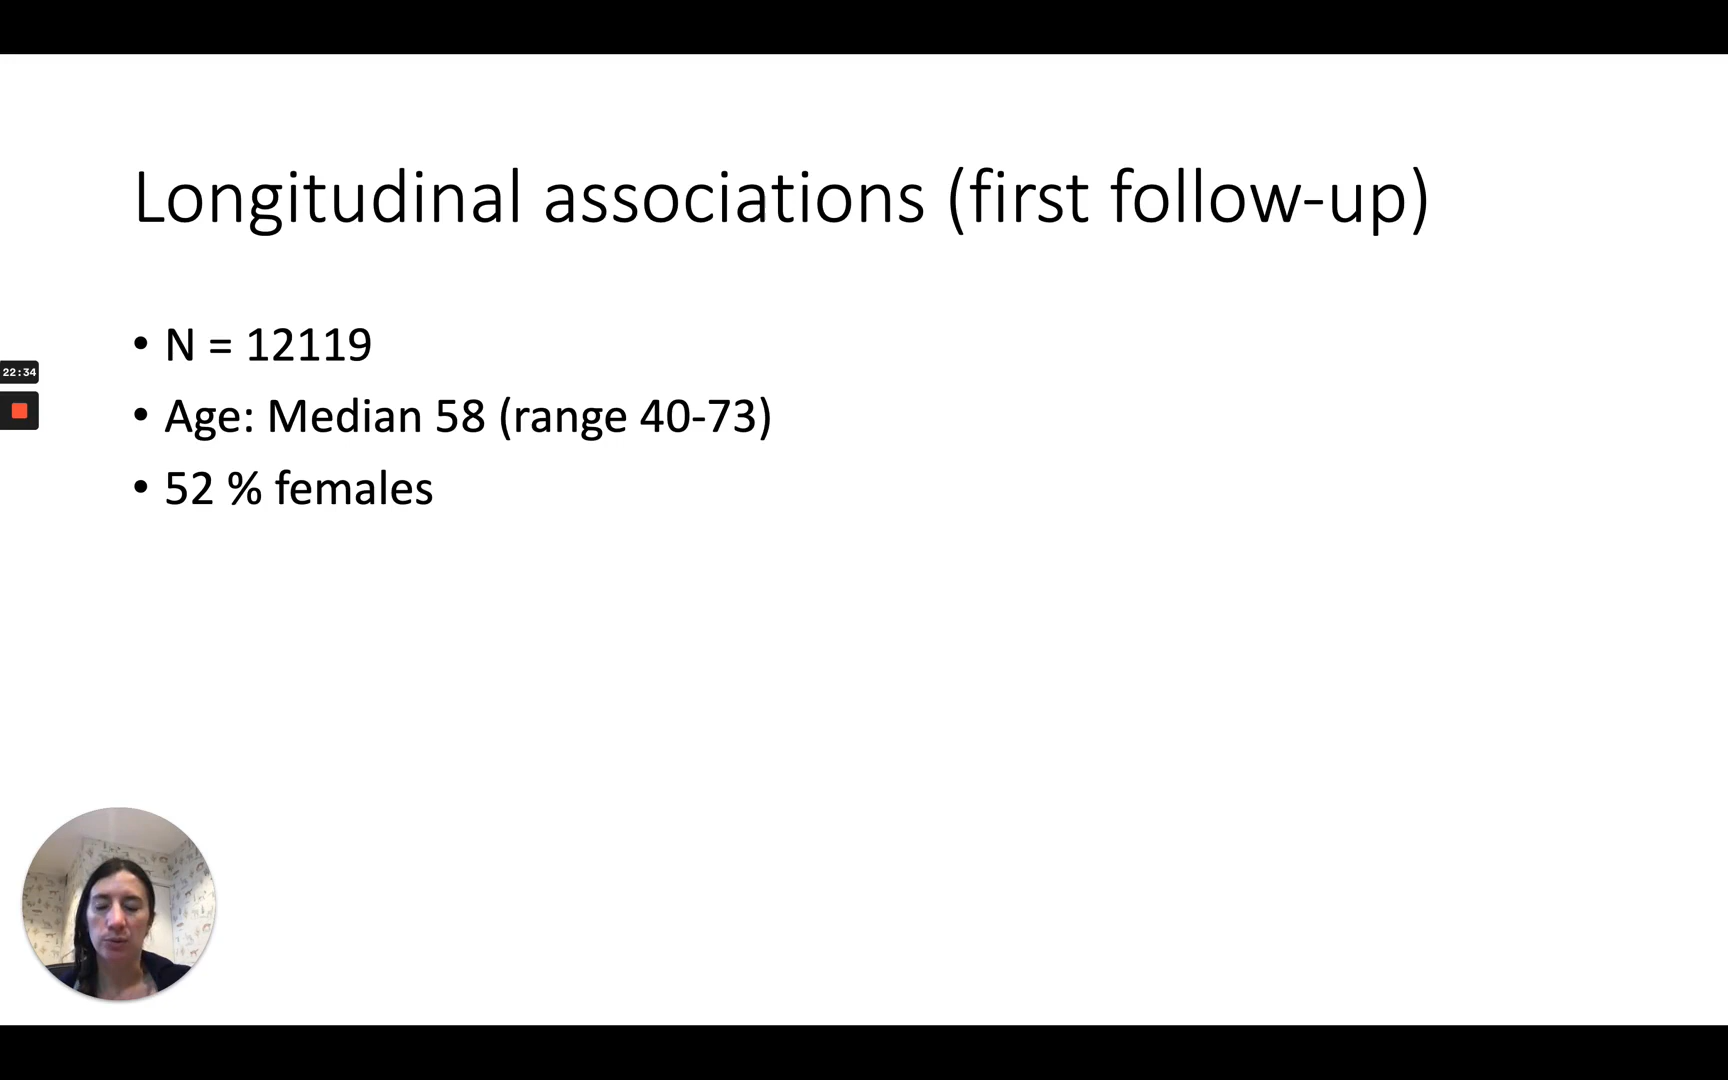 Longitudinal associations (first follow-up)
• N = 12119
22:34
• Age: Median 58 (range 40-73)
• 52 % females